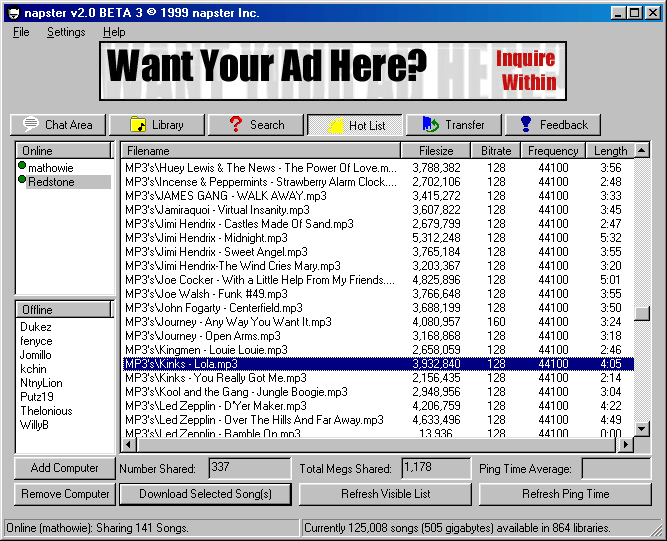 napster v2.0 BETA 3 © 1999 napster Inc.
File Settings Help
Want Your Ad Here? Inquire Within
Chat Area Library Search Hot List Transfer Feedback
Online
mathowie
Redstone
Offline
Dukez
fenyce
Jomillo
kchin
NtnyLion
Putz19
Thelonious
WillyB
Filename Filesize Bitrate Frequency Length
MP3's\Huey Lewis & The News - The Power Of Love.m... 3,788,382 128 44100 3:56
MP3's\Incense & Peppermints - Strawberry Alarm Clock.... 2,702,106 128 44100 2:48
MP3's\JAMES GANG - WALK AWAY.mp3 3,415,272 128 44100 3:33
MP3's\Jamiraquoi - Virtual Insanity.mp3 3,607,822 128 44100 3:45
MP3's\Jimi Hendrix - Castles Made Of Sand.mp3 2,679,799 128 44100 2:47
MP3's\Jimi Hendrix - Midnight.mp3 5,312,248 128 44100 5:32
MP3's\Jimi Hendrix - Sweet Angel.mp3 3,765,184 128 44100 3:55
MP3's\Jimi Hendrix-The Wind Cries Mary.mp3 3,203,367 128 44100 3:20
MP3's\Joe Cocker - With a Little Help From My Friends.... 4,825,896 128 44100 5:01
MP3's\Joe Walsh - Funk #49.mp3 3,766,648 128 44100 3:55
MP3's\John Fogarty - Centerfield.mp3 3,688,199 128 44100 3:50
MP3's\Journey - Any Way You Want It.mp3 4,080,957 160 44100 3:24
MP3's\Journey - Open Arms.mp3 3,168,868 128 44100 3:18
MP3's\Kingmen - Louie Louie.mp3 2,658,059 128 44100 2:46
MP3's\Kinks - Lola.mp3 3,932,840 128 44100 4:05
MP3's\Kinks - You Really Got Me.mp3 2,156,435 128 44100 2:14
MP3's\Kool and the Gang - Jungle Boogie.mp3 2,948,956 128 44100 3:04
MP3's\Led Zepplin - D'Yer Maker.mp3 4,206,759 128 44100 4:22
MP3's\Led Zepplin - Over The Hills And Far Away.mp3 4,633,496 128 44100 4:49
MP3's\Led Zepplin - Ramble On.mp3 13,936 128 44100 0:00
Add Computer Number Shared: 337 Total Megs Shared: 1,178 Ping Time Average:
Remove Computer Download Selected Song(s) Refresh Visible List Refresh Ping Time
Online (mathowie): Sharing 141 Songs. Currently 125,008 songs (505 gigabytes) available in 864 libraries.